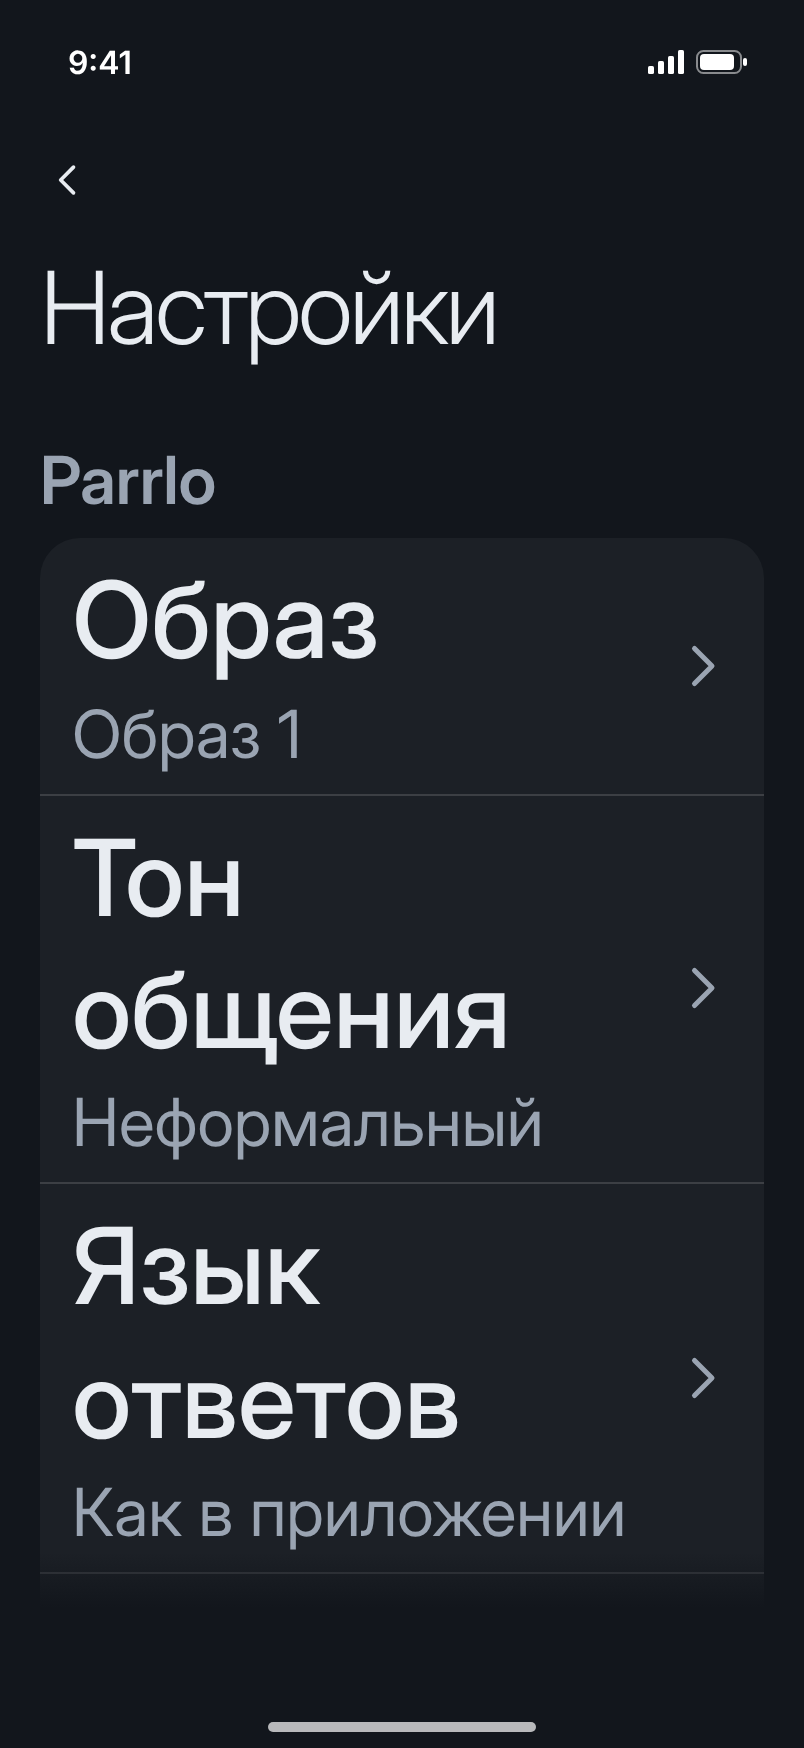 9:41
Настройки
Parrlo
Образ
Образ 1
Тон
общения
Неформальный
Язык
ответов
Как в приложении